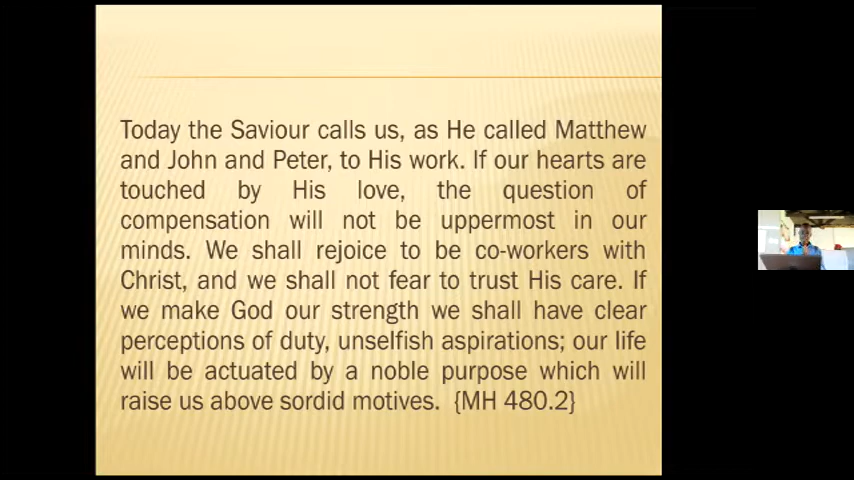 Today the Saviour calls us, as He called Matthew
and John and Peter, to His work. If our hearts are
touched by His love, the question of
compensation will not be uppermost in our
minds. We shall rejoice to be co-workers with
Christ, and we shall not fear to trust His care. If
we make God our strength we shall have clear
perceptions of duty, unselfish aspirations; our life
will be actuated by a noble purpose which will
raise us above sordid motives. {MH 480.2}